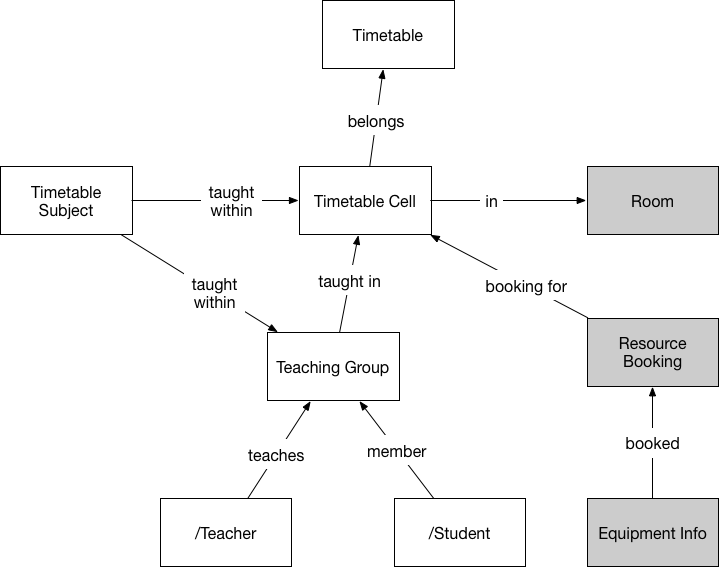 Timetable
belongs
Timetable
Subject
taught
within
Timetable Cell
in
Room
taught
within
taught in
booking for
Teaching Group
Resource
Booking
teaches
member
booked
/Teacher
/Student
Equipment Info